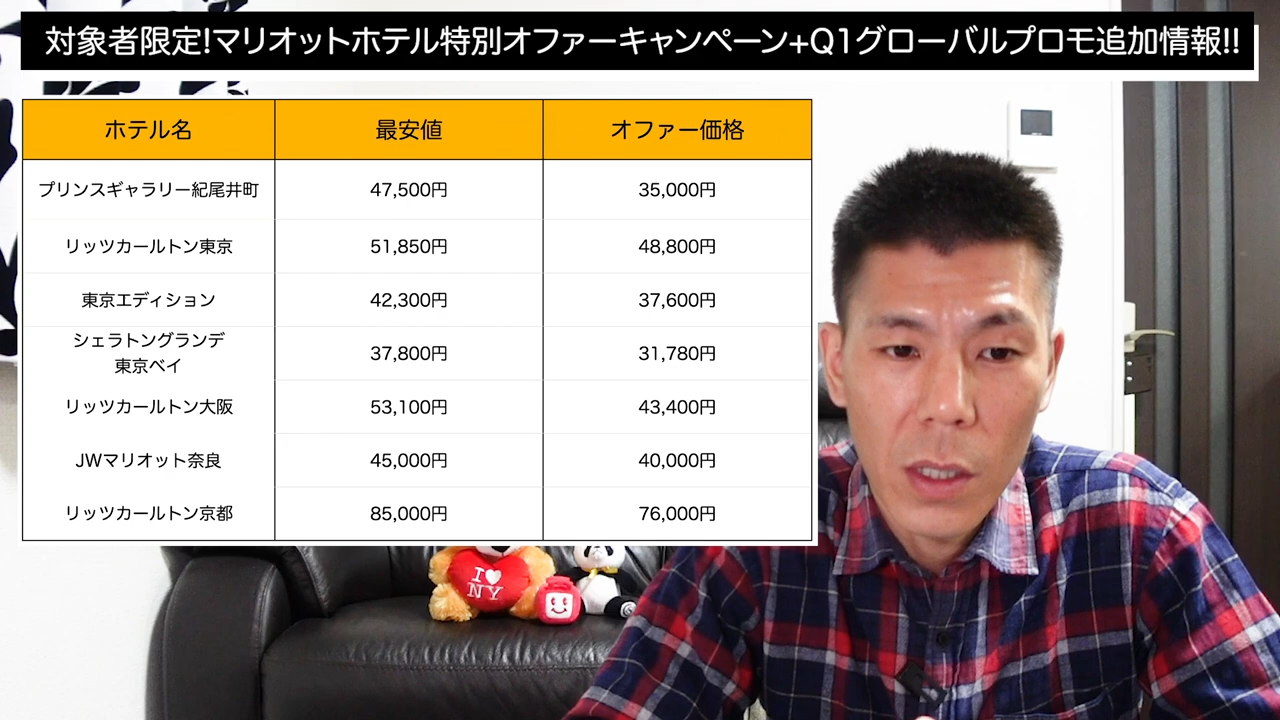 対象者限定!マリオットホテル特別オファーキャンペーン+Q1グローバルプロモ追加情報!!
ホテル名 最安値 オファー価格
プリンスギャラリー紀尾井町 47,500円 35,000円
リッツカールトン東京 51,850円 48,800円
東京エディション 42,300円 37,600円
シェラトングランデ
東京ベイ 37,800円 31,780円
リッツカールトン大阪 53,100円 43,400円
JWマリオット奈良 45,000円 40,000円
リッツカールトン京都 85,000円 76,000円
I
NY